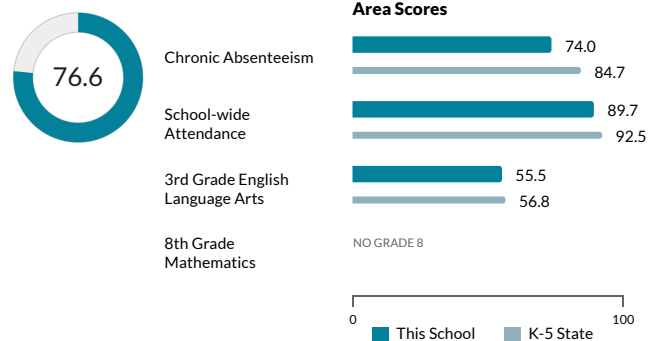 76.6
Area Scores
Chronic Absenteeism
74.0
84.7
School-wide
Attendance
89.7
92.5
3rd Grade English
Language Arts
55.5
56.8
8th Grade
Mathematics
NO GRADE 8
0
100
This School
K-5 State